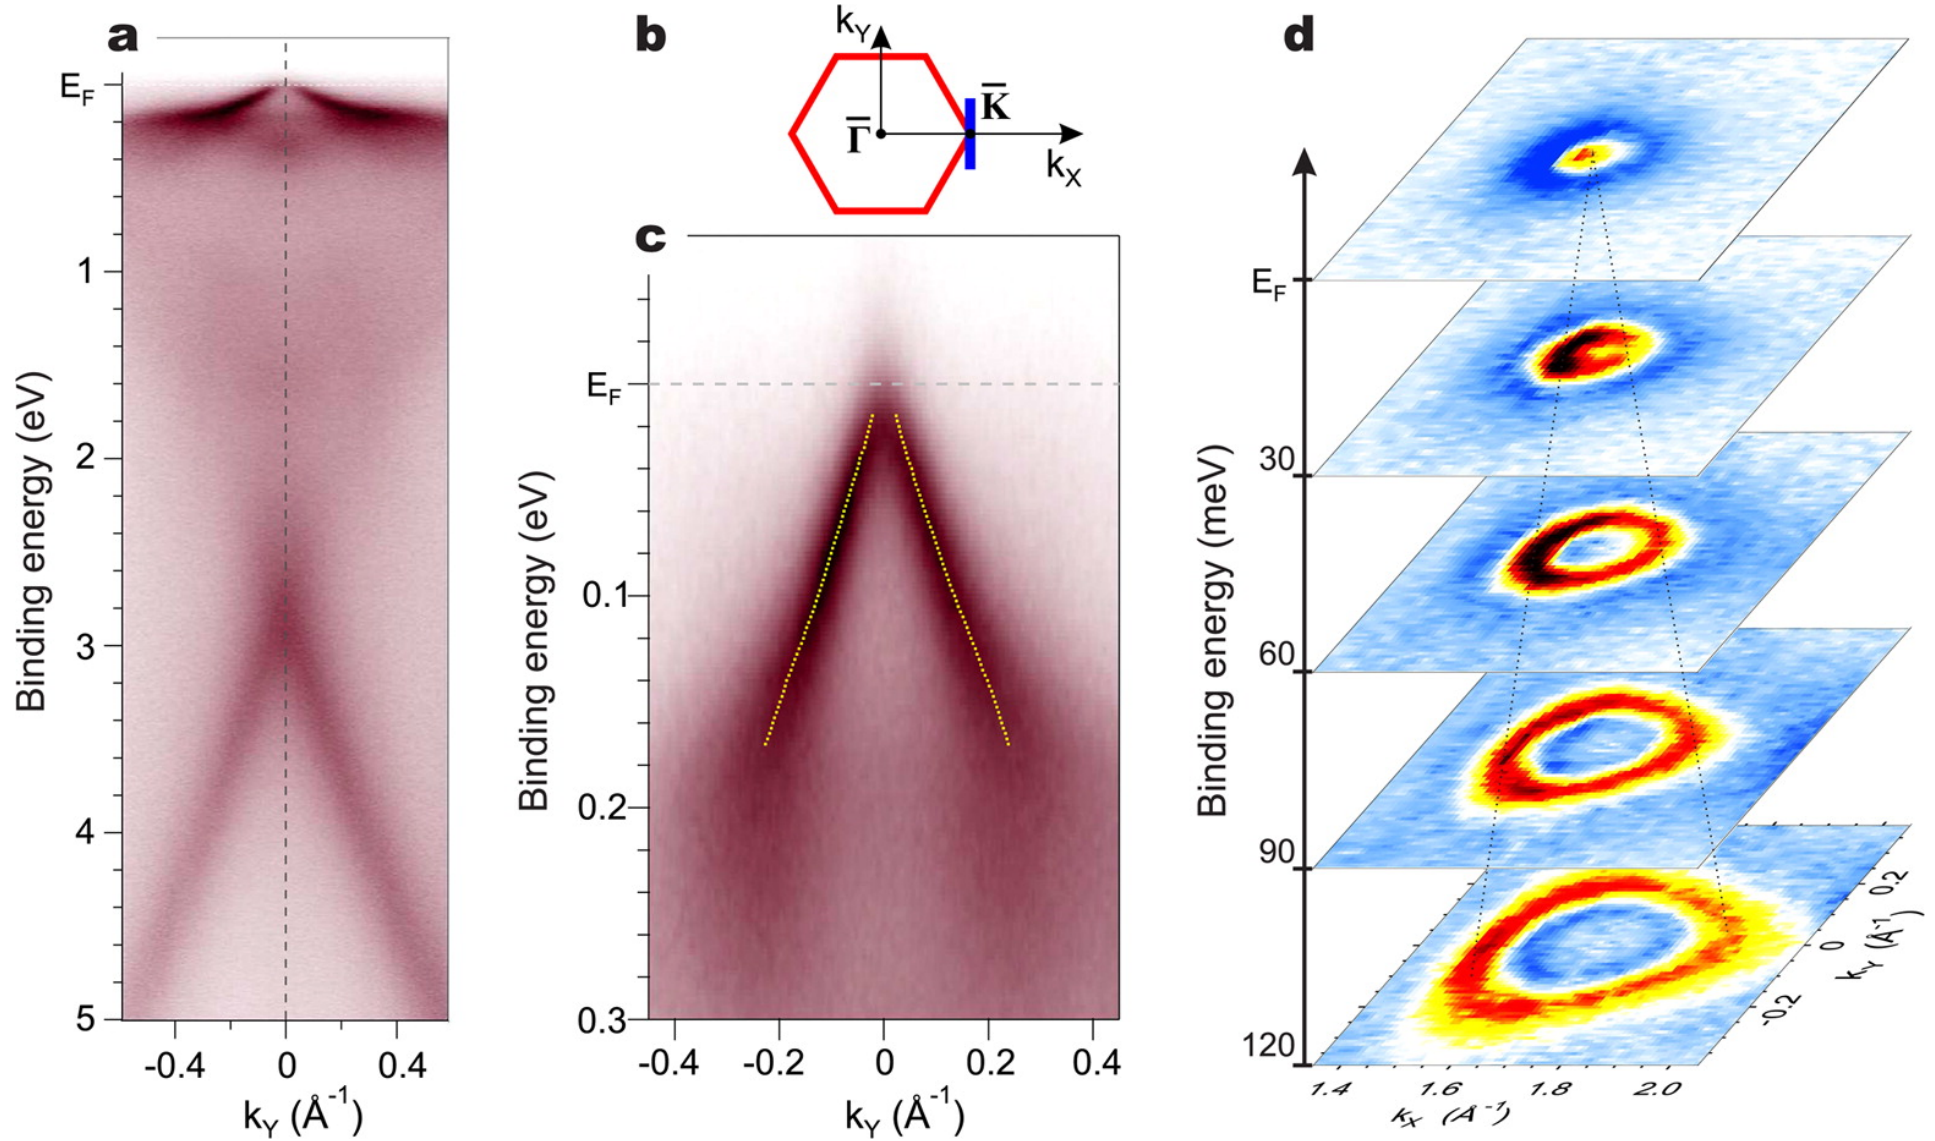 a
E_F
1
2
3
4
5
Binding energy (eV)
-0.4 0 0.4
k_Y (Å^-1)
b
k_Y
K̄
Γ̄
k_X
c
E_F
0.1
0.2
0.3
Binding energy (eV)
-0.4 -0.2 0 0.2 0.4
k_Y (Å^-1)
d
E_F
30
60
90
120
Binding energy (meV)
1.4 1.6 1.8 2.0
k_X (Å^-1)
-0.2 0 0.2
k_Y (Å^-1)